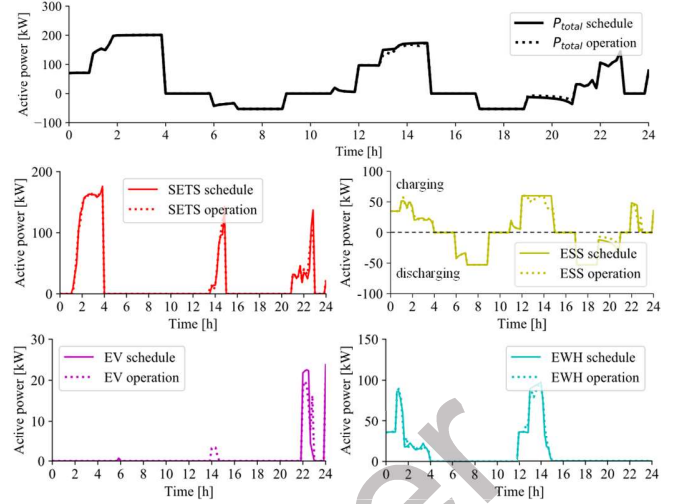 300
200
100
0
−100
Active power [kW]
P_total schedule
P_total operation
0 2 4 6 8 10 12 14 16 18 20 22 24
Time [h]
200
100
0
Active power [kW]
SETS schedule
SETS operation
0 2 4 6 8 10 12 14 16 18 20 22 24
Time [h]
100
50
0
-50
-100
Active power [kW]
charging
discharging
ESS schedule
ESS operation
0 2 4 6 8 10 12 14 16 18 20 22 24
Time [h]
30
20
10
0
Active power [kW]
EV schedule
EV operation
0 2 4 6 8 10 12 14 16 18 20 22 24
Time [h]
150
100
50
0
Active power [kW]
EWH schedule
EWH operation
0 2 4 6 8 10 12 14 16 18 20 22 24
Time [h]